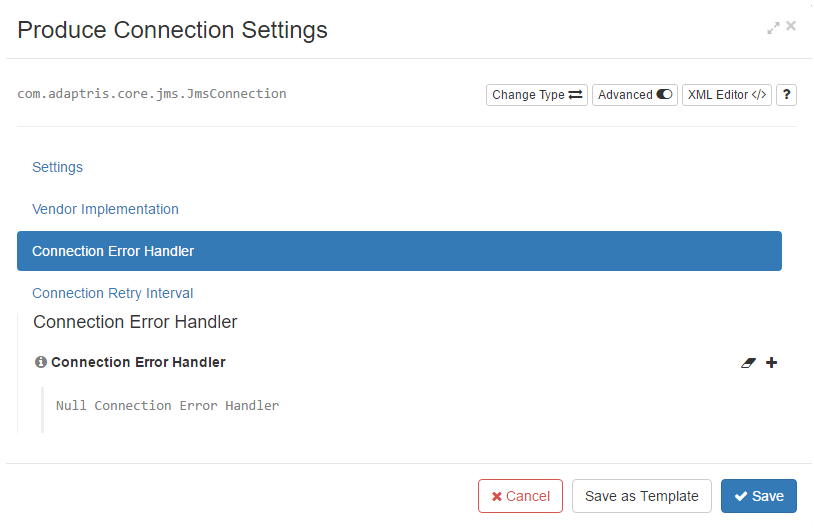 Produce Connection Settings
com.adaptris.core.jms.JmsConnection
Change Type
Advanced
XML Editor </>
?
Settings
Vendor Implementation
Connection Error Handler
Connection Retry Interval
Connection Error Handler
Connection Error Handler
Null Connection Error Handler
Cancel
Save as Template
Save